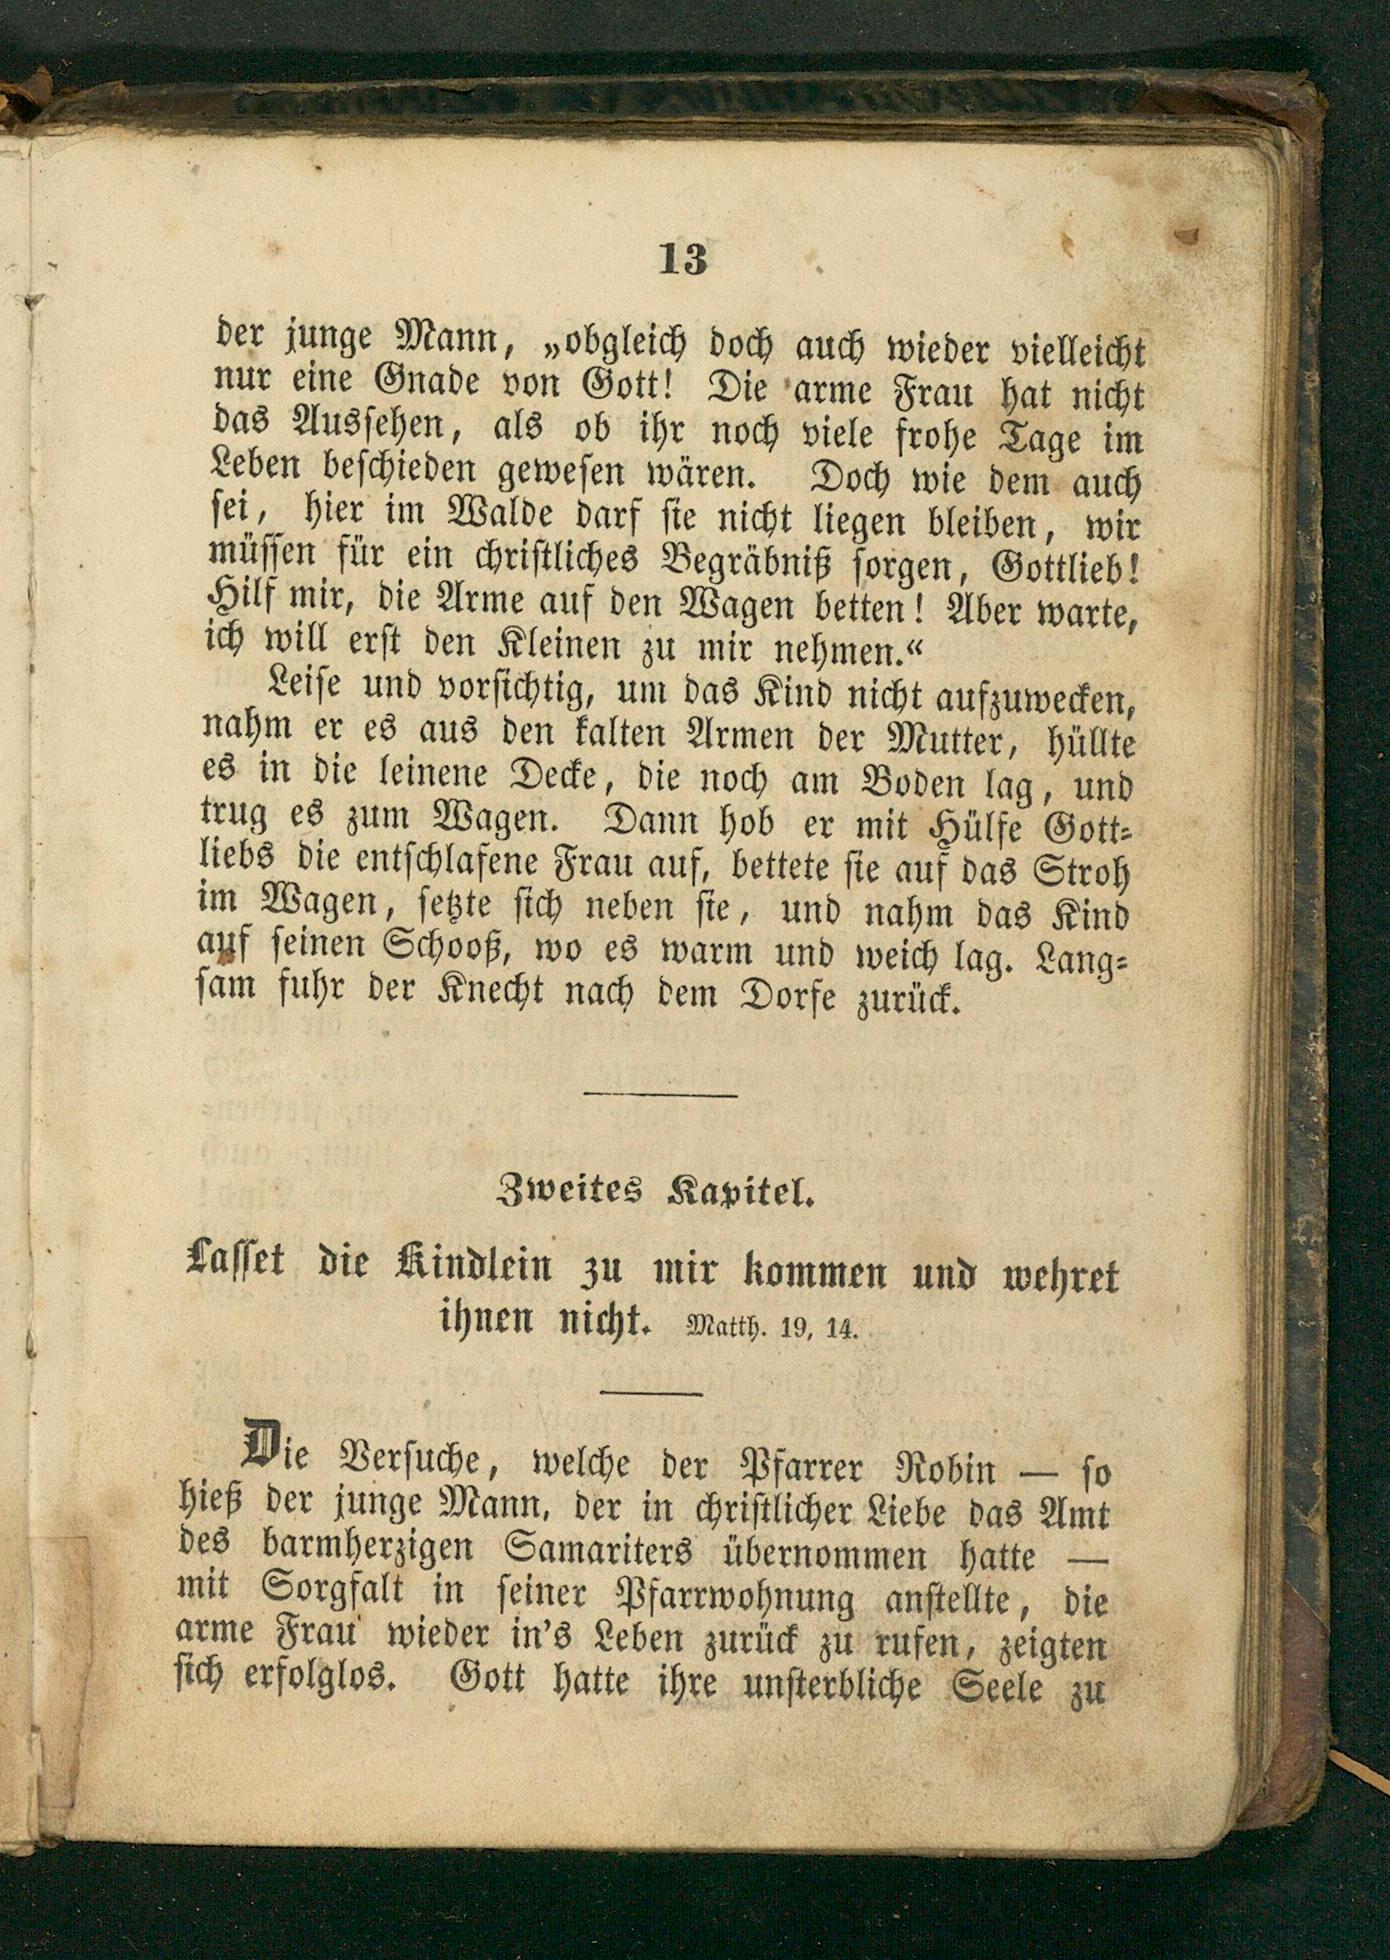 13
der junge Mann, „obgleich doch auch wieder vielleicht
nur eine Gnade von Gott! Die arme Frau hat nicht
das Aussehen, als ob ihr noch viele frohe Tage im
Leben beschieden gewesen wären. Doch wie dem auch
sei, hier im Walde darf sie nicht liegen bleiben, wir
müssen für ein christliches Begräbniß sorgen, Gottlieb!
Hilf mir, die Arme auf den Wagen betten! Aber warte,
ich will erst den Kleinen zu mir nehmen.“
Leise und vorsichtig, um das Kind nicht aufzuwecken,
nahm er es aus den kalten Armen der Mutter, hüllte
es in die leinene Decke, die noch am Boden lag, und
trug es zum Wagen. Dann hob er mit Hülfe Gott-
liebs die entschlafene Frau auf, bettete sie auf das Stroh
im Wagen, setzte sich neben sie, und nahm das Kind
auf seinen Schooß, wo es warm und weich lag. Lang-
sam fuhr der Knecht nach dem Dorfe zurück.
Zweites Kapitel.
Lasset die Kindlein zu mir kommen und wehret
ihnen nicht. Matth. 19, 14.
Die Versuche, welche der Pfarrer Robin — so
hieß der junge Mann, der in christlicher Liebe das Amt
des barmherzigen Samariters übernommen hatte —
mit Sorgfalt in seiner Pfarrwohnung anstellte, die
arme Frau wieder in's Leben zurück zu rufen, zeigten
sich erfolglos. Gott hatte ihre unsterbliche Seele zu